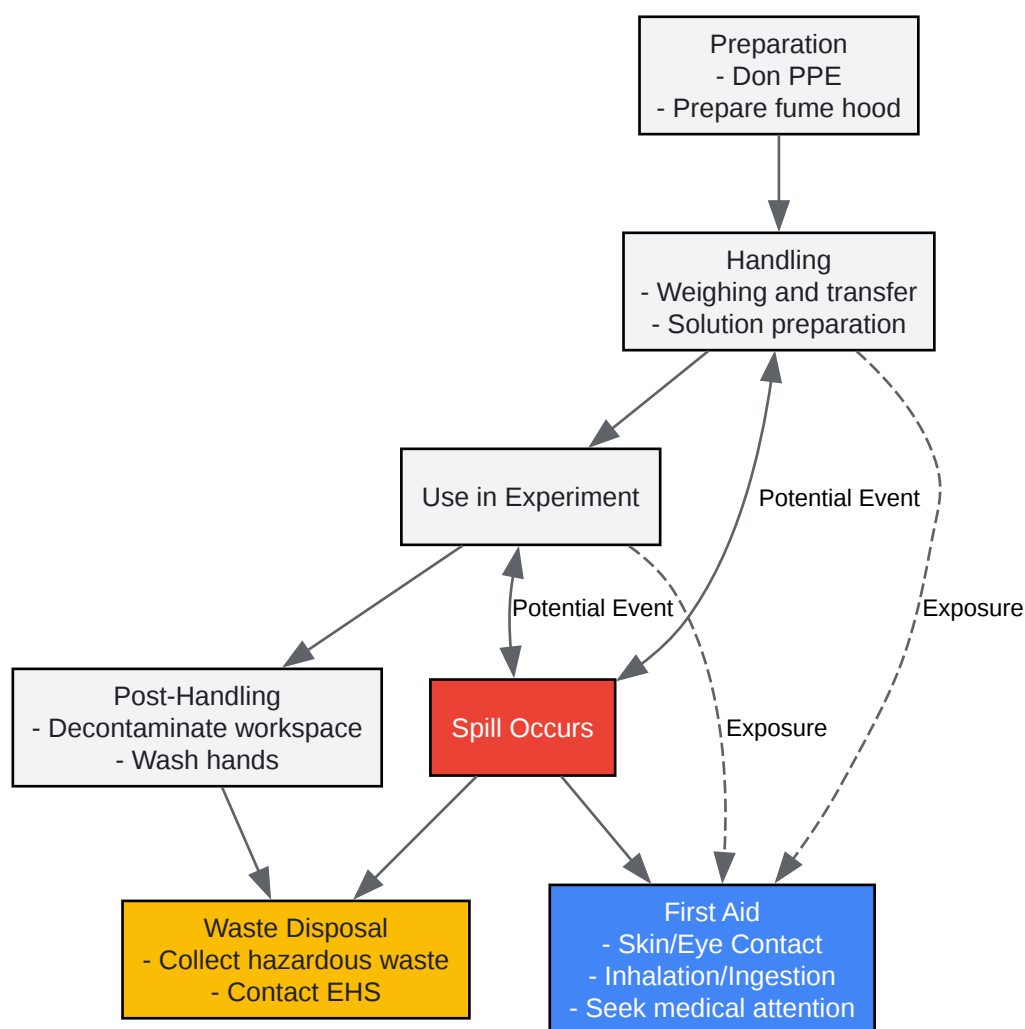 Preparation
- Don PPE
- Prepare fume hood
Handling
- Weighing and transfer
- Solution preparation
Use in Experiment
Potential Event
Potential Event
Exposure
Post-Handling
- Decontaminate workspace
- Wash hands
Spill Occurs
Exposure
Waste Disposal
- Collect hazardous waste
- Contact EHS
First Aid
- Skin/Eye Contact
- Inhalation/Ingestion
- Seek medical attention